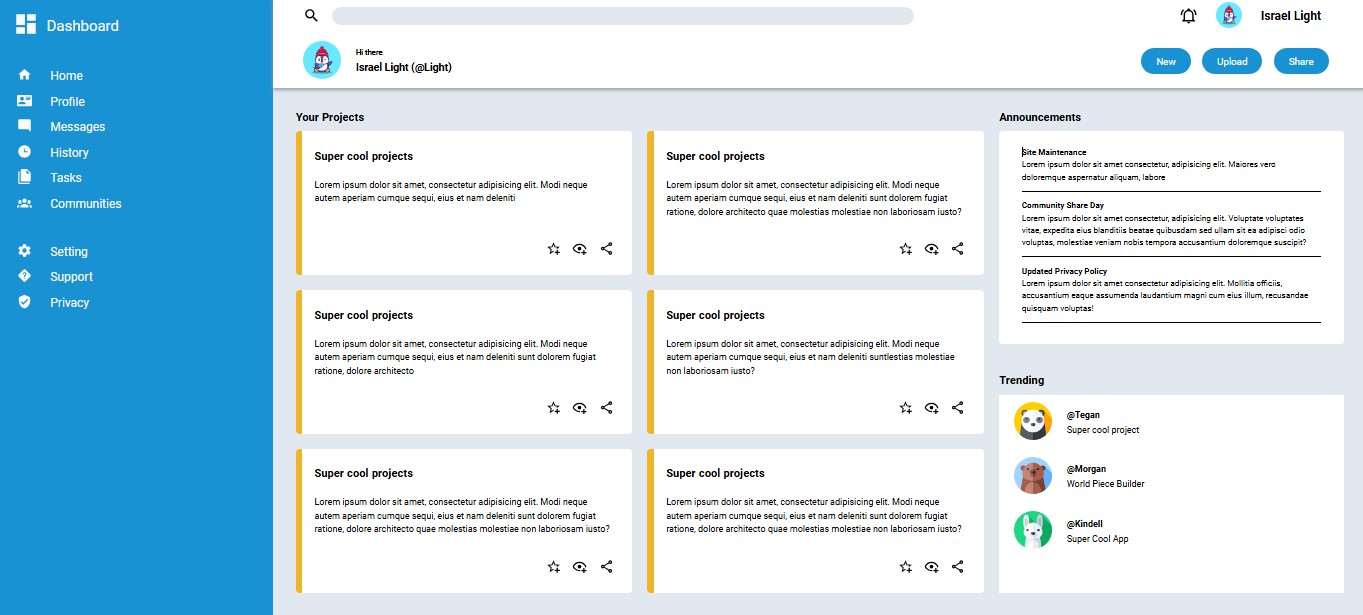 Dashboard
Home
Profile
Messages
History
Tasks
Communities
Setting
Support
Privacy
Israel Light
Hi there
Israel Light (@Light)
New
Upload
Share
Your Projects
Super cool projects
Lorem ipsum dolor sit amet, consectetur adipisicing elit. Modi neque
autem aperiam cumque sequi, eius et nam deleniti
Super cool projects
Lorem ipsum dolor sit amet, consectetur adipisicing elit. Modi neque
autem aperiam cumque sequi, eius et nam deleniti sunt dolorem fugiat
ratione, dolore architecto quae molestias molestiae non laboriosam iusto?
Super cool projects
Lorem ipsum dolor sit amet, consectetur adipisicing elit. Modi neque
autem aperiam cumque sequi, eius et nam deleniti sunt dolorem fugiat
ratione, dolore architecto
Super cool projects
Lorem ipsum dolor sit amet, consectetur adipisicing elit. Modi neque
autem aperiam cumque sequi, eius et nam deleniti suntlestias molestiae
non laboriosam iusto?
Super cool projects
Lorem ipsum dolor sit amet, consectetur adipisicing elit. Modi neque
autem aperiam cumque sequi, eius et nam deleniti sunt dolorem fugiat
ratione, dolore architecto quae molestias molestiae non laboriosam iusto?
Super cool projects
Lorem ipsum dolor sit amet, consectetur adipisicing elit. Modi neque
autem aperiam cumque sequi, eius et nam deleniti sunt dolorem fugiat
ratione, dolore architecto quae molestias molestiae non laboriosam iusto?
Announcements
Site Maintenance
Lorem ipsum dolor sit amet, consectetur, adipisicing elit. Maiores vero
doloremque aspernatur aliquam, labore
Community Share Day
Lorem ipsum dolor sit amet, consectetur, adipisicing elit. Voluptate voluptates
vitae, expedita eius blanditiis beatae quibusdam sed ullam sit ea adipisci odio
voluptas, molestiae veniam nobis tempora accusantium doloremque suscipit?
Updated Privacy Policy
Lorem ipsum dolor sit amet, consectetur, adipisicing elit. Mollitia officiis,
accusantium eaque assumenda laudantium magni cum eius illum, recusandae
quisquam voluptas!
Trending
@Tegan
Super cool project
@Morgan
World Piece Builder
@Kindell
Super Cool App